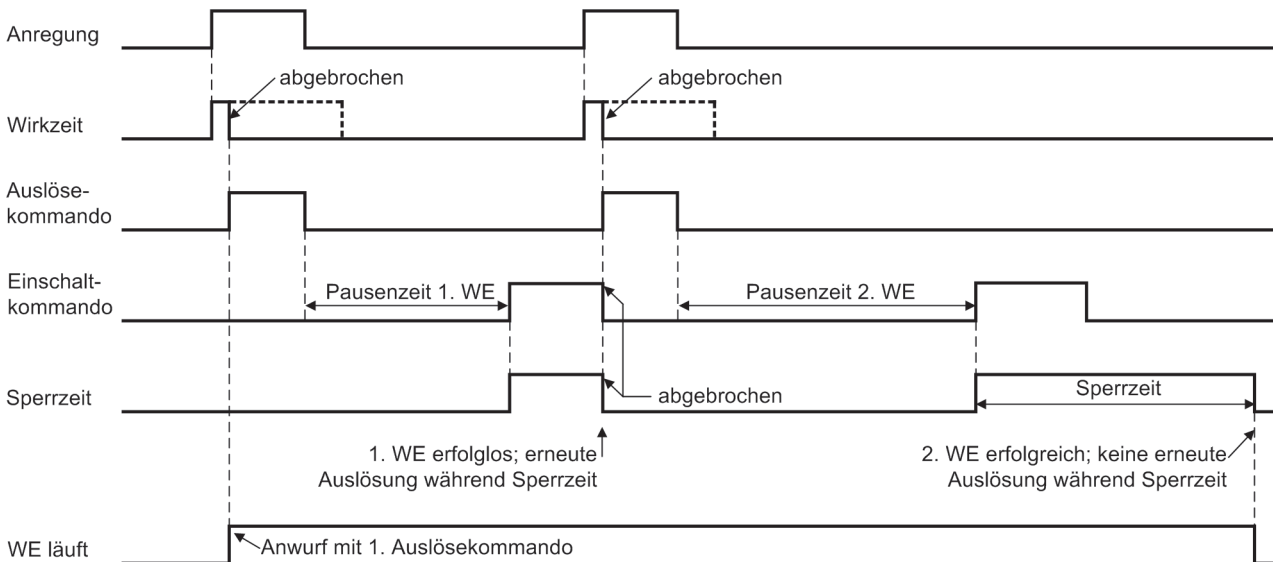 Anregung
abgebrochen
abgebrochen
Wirkzeit
Auslöse-
kommando
Einschalt-
kommando
Pausenzeit 1. WE
Pausenzeit 2. WE
Sperrzeit
abgebrochen
Sperrzeit
1. WE erfolglos; erneute
Auslösung während Sperrzeit
2. WE erfolgreich; keine erneute
Auslösung während Sperrzeit
WE läuft
Anwurf mit 1. Auslösekommando